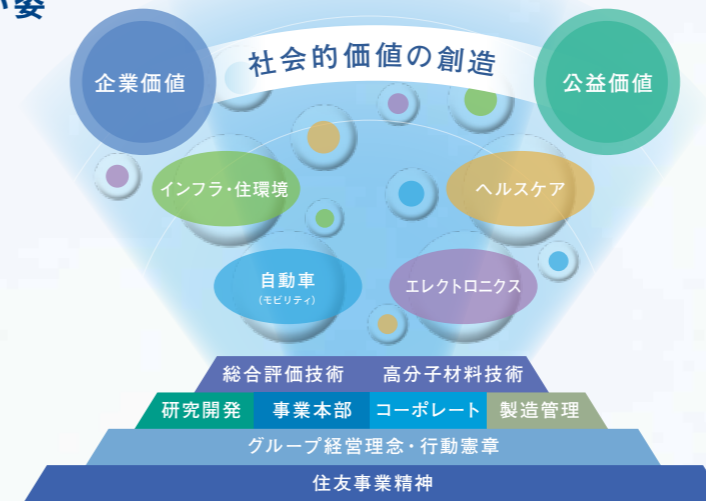 い姿
社会的価値の創造
企業価値
公益価値
インフラ・住環境
ヘルスケア
自動車
(モビリティ)
エレクトロニクス
総合評価技術 高分子材料技術
研究開発 事業本部 コーポレート 製造管理
グループ経営理念・行動憲章
住友事業精神